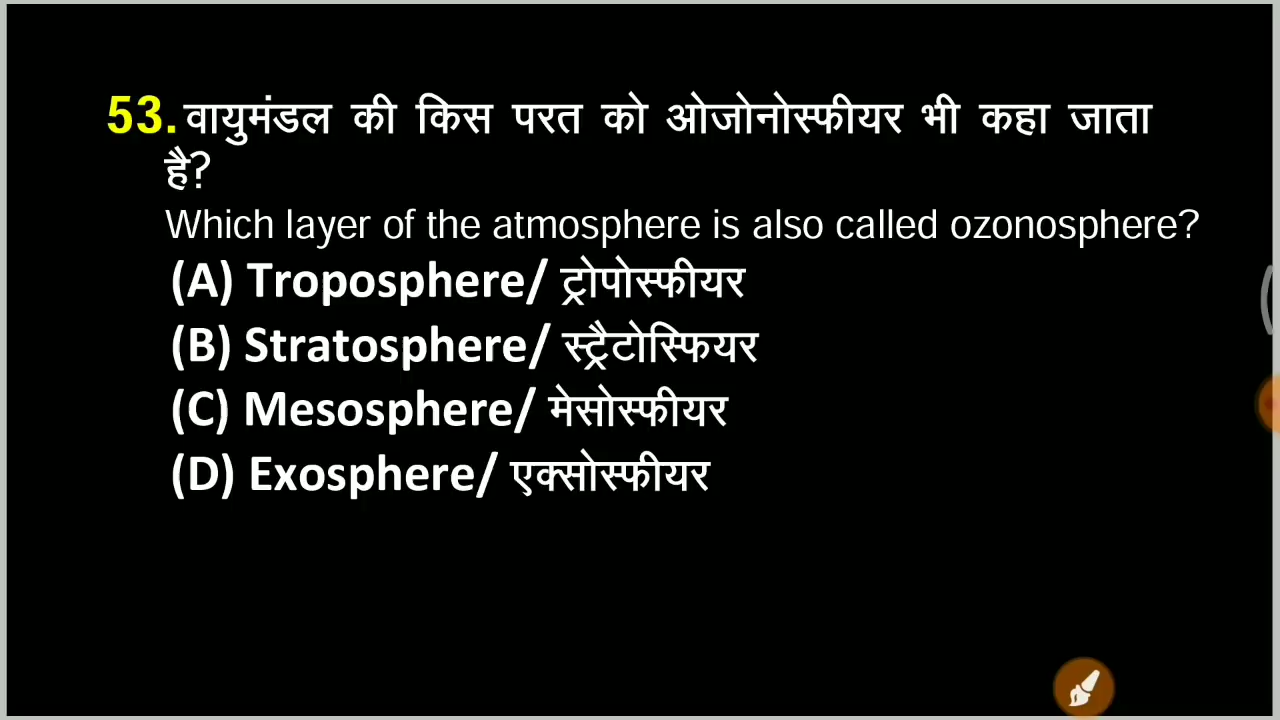 53. वायुमंडल की किस परत को ओजोनोस्फीयर भी कहा जाता
है?
Which layer of the atmosphere is also called ozonosphere?
(A) Troposphere/ ट्रोपोस्फीयर
(B) Stratosphere/ स्ट्रैटोस्फियर
(C) Mesosphere/ मेसोस्फीयर
(D) Exosphere/ एक्सोस्फीयर